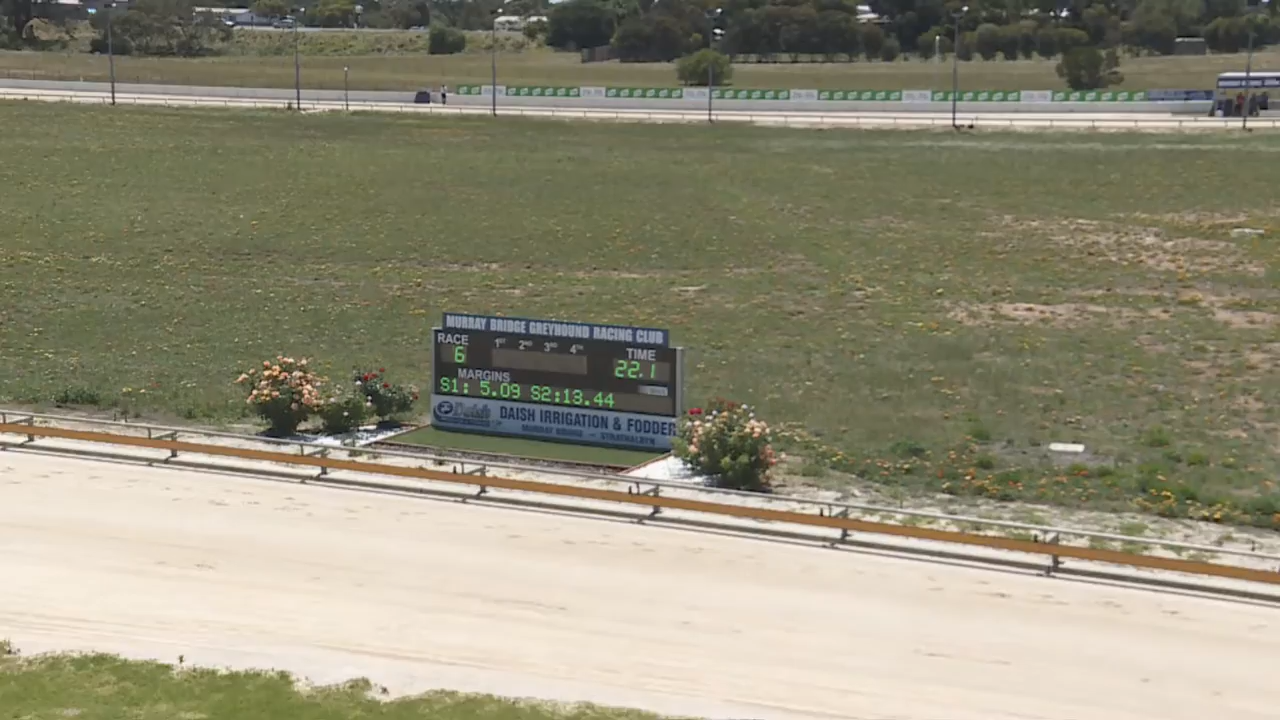 MURRAY BRIDGE GREYHOUND RACING CLUB
RACE 1ST 2ND 3RD 4TH TIME
6 22.1
MARGINS
S1: 5.09 S2:13.44
Daish DAISH IRRIGATION & FODDER
MURRAY BRIDGE - STRATHALBYN